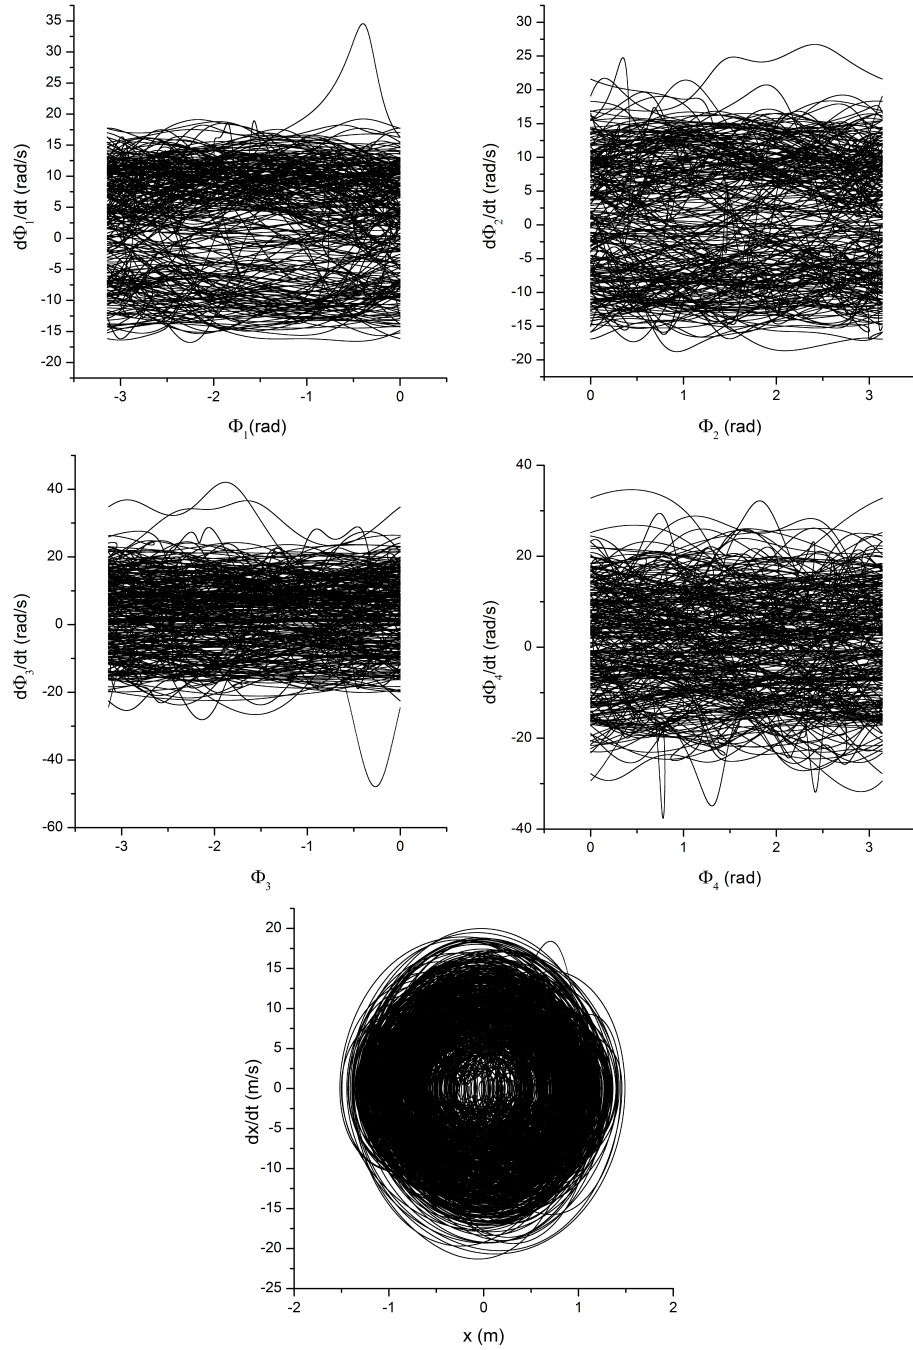 35
30
25
20
15
10
5
0
-5
-10
-15
-20
dΦ1/dt (rad/s)
-3 -2 -1 0
Φ1(rad)
30
25
20
15
10
5
0
-5
-10
-15
-20
dΦ2/dt (rad/s)
0 1 2 3
Φ2 (rad)
40
20
0
-20
-40
-60
dΦ3/dt (rad/s)
-3 -2 -1 0
Φ3
40
20
0
-20
-40
dΦ4/dt (rad/s)
0 1 2 3
Φ4 (rad)
20
15
10
5
0
-5
-10
-15
-20
-25
dx/dt (m/s)
-2 -1 0 1 2
x (m)